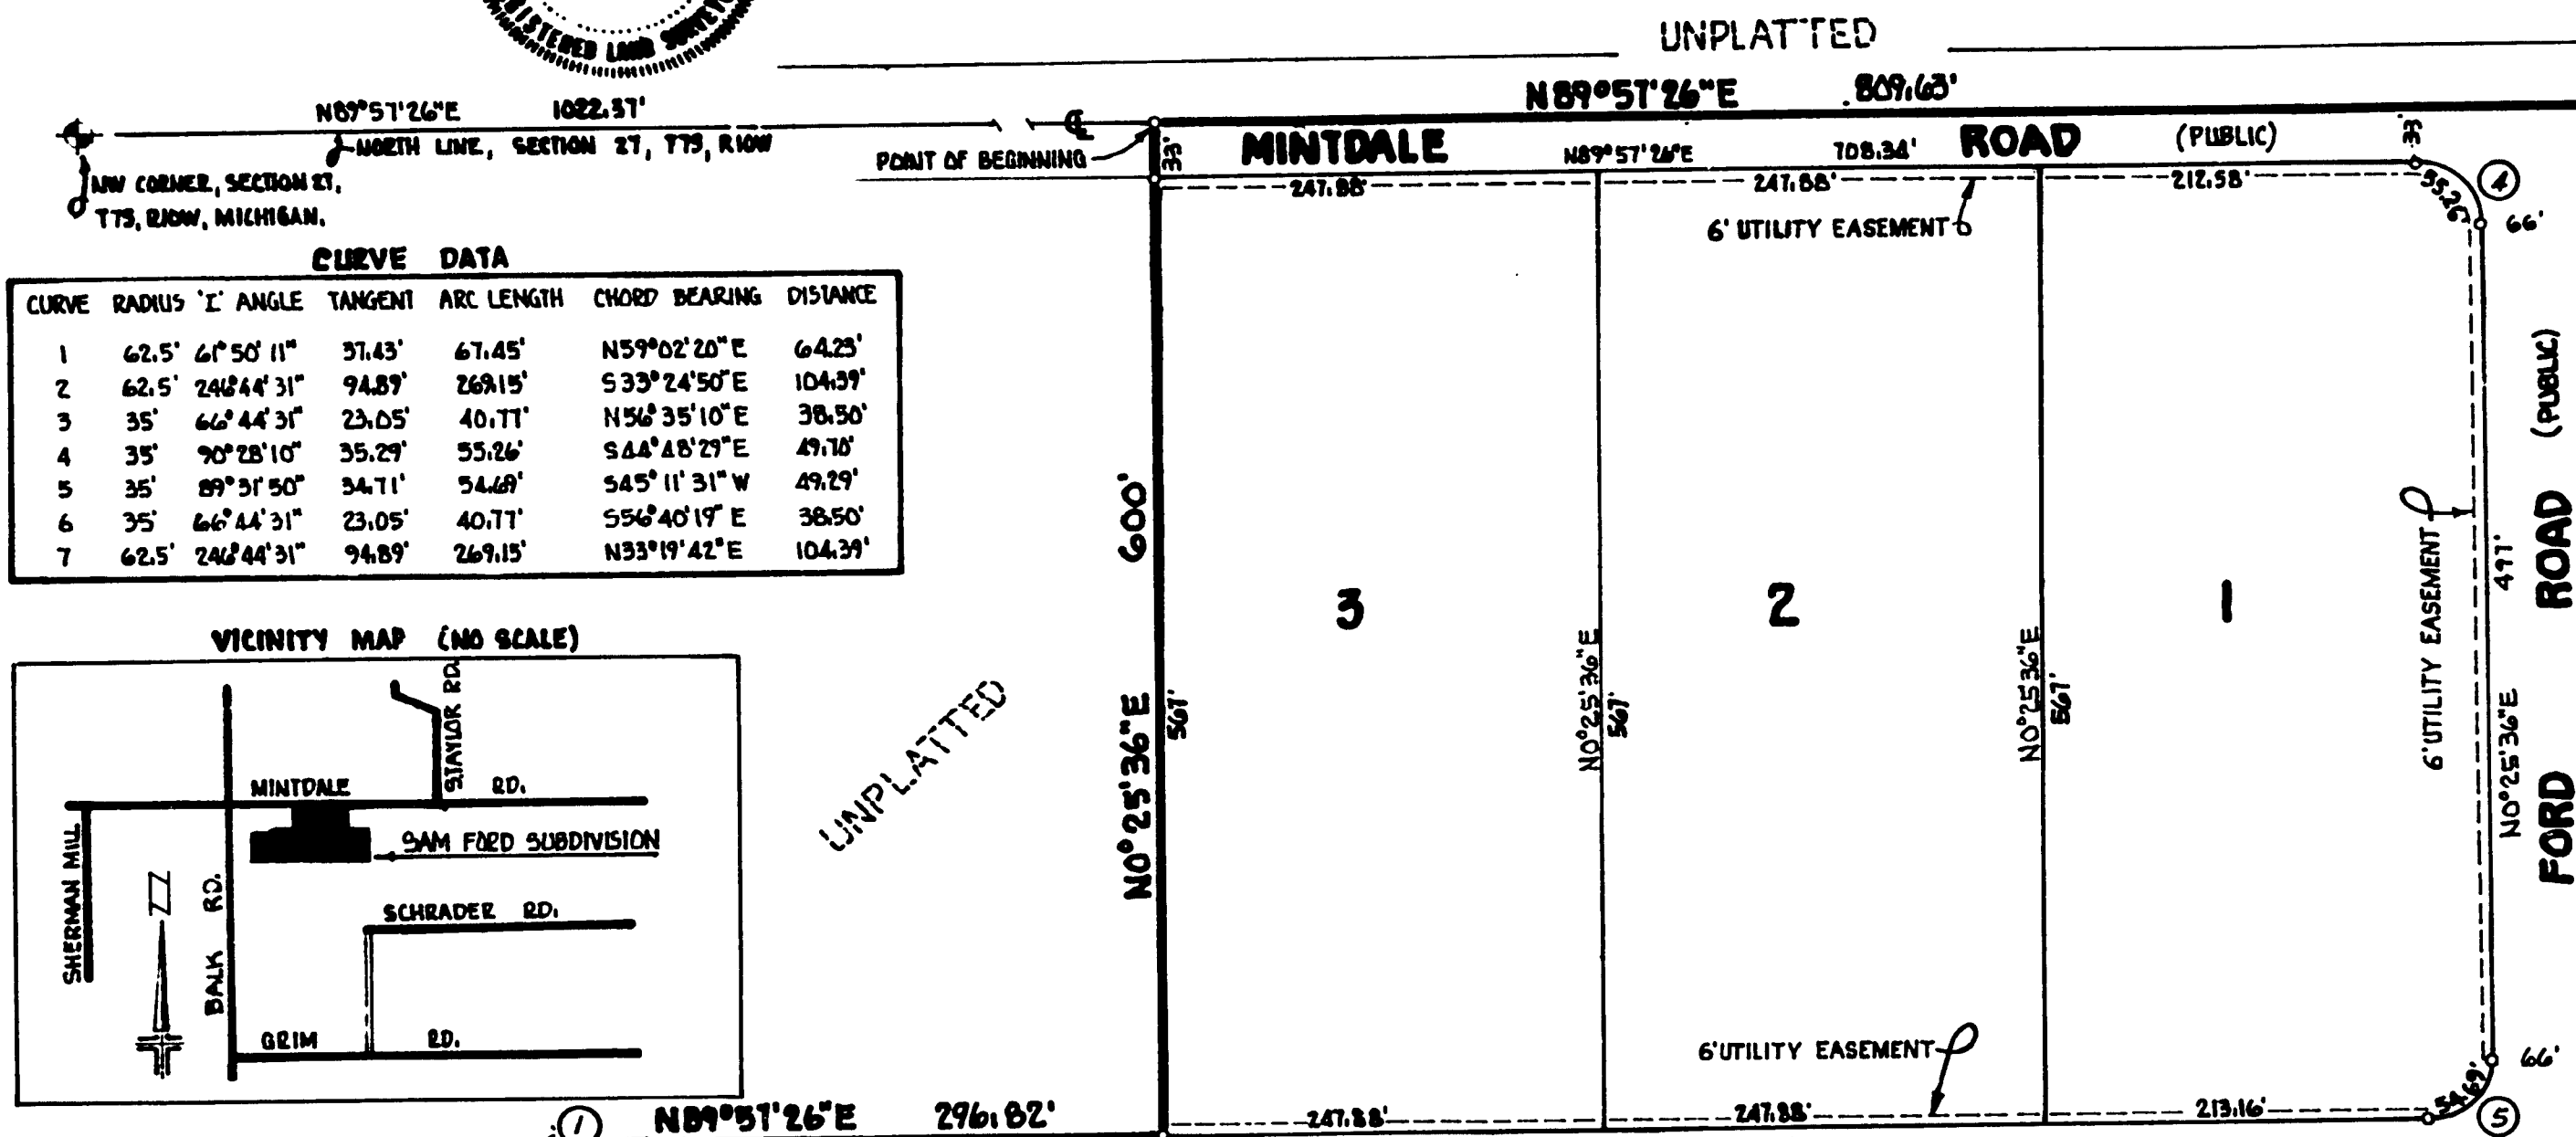 REGISTERED LAND SURVEYOR
UNPLATTED
N89°57'26"E 1022.37'
NORTH LINE, SECTION 27, T7S, R10W
NW CORNER, SECTION 27,
T7S, R10W, MICHIGAN.
POINT OF BEGINNING
N89°57'26"E 809.63'
33'
MINTDALE ROAD (PUBLIC)
N89°57'26"E 708.34'
33'
247.88' 247.88' 212.58'
55.26' 4
66'
6' UTILITY EASEMENT
CURVE DATA
CURVE RADIUS 'I' ANGLE TANGENT ARC LENGTH CHORD BEARING DISTANCE
1 62.5' 61°50'11" 37.43' 67.45' N59°02'20"E 64.23'
2 62.5' 246°44'31" 94.89' 269.15' S33°24'50"E 104.39'
3 35' 66°44'31" 23.05' 40.77' N56°35'10"E 38.50'
4 35' 90°28'10" 35.29' 55.26' S44°48'29"E 49.70'
5 35' 89°31'50" 34.71' 54.69' S45°11'31"W 49.29'
6 35' 66°44'31" 23.05' 40.77' S56°40'19"E 38.50'
7 62.5' 246°44'31" 94.89' 269.15' N33°19'42"E 104.39'
VICINITY MAP (NO SCALE)
STAYLOR RD.
MINTDALE RD.
SAM FORD SUBDIVISION
SHERMAN MILL
BALK RD.
N
SCHRADER RD.
GRIM RD.
UNPLATTED
N0°25'36"E 600'
567'
3
N0°25'36"E
567'
2
N0°25'36"E
567'
1
6' UTILITY EASEMENT
N0°25'36"E 497'
FORD ROAD (PUBLIC)
6' UTILITY EASEMENT
66'
54.69' 5
1 N89°57'26"E 296.82'
247.88' 247.88' 213.16'